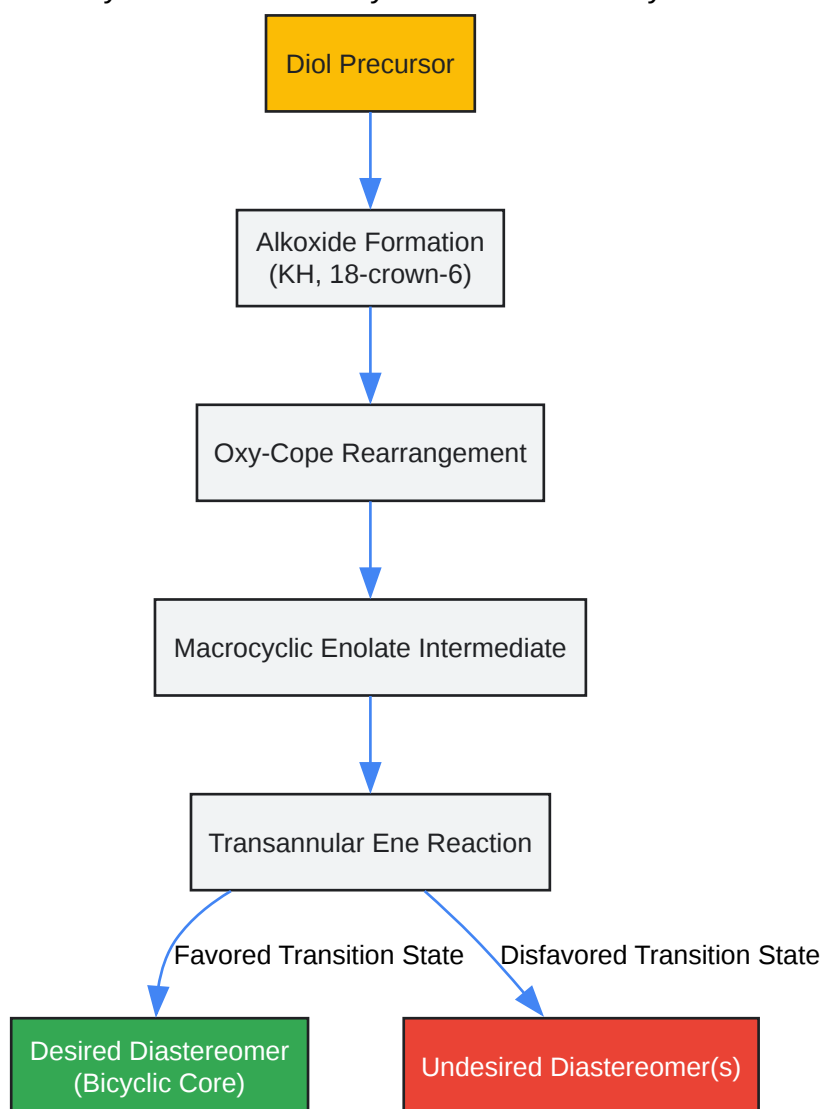 Diol Precursor
Alkoxide Formation
(KH, 18-crown-6)
Oxy-Cope Rearrangement
Macrocyclic Enolate Intermediate
Transannular Ene Reaction
Favored Transition State
Disfavored Transition State
Desired Diastereomer
(Bicyclic Core)
Undesired Diastereomer(s)